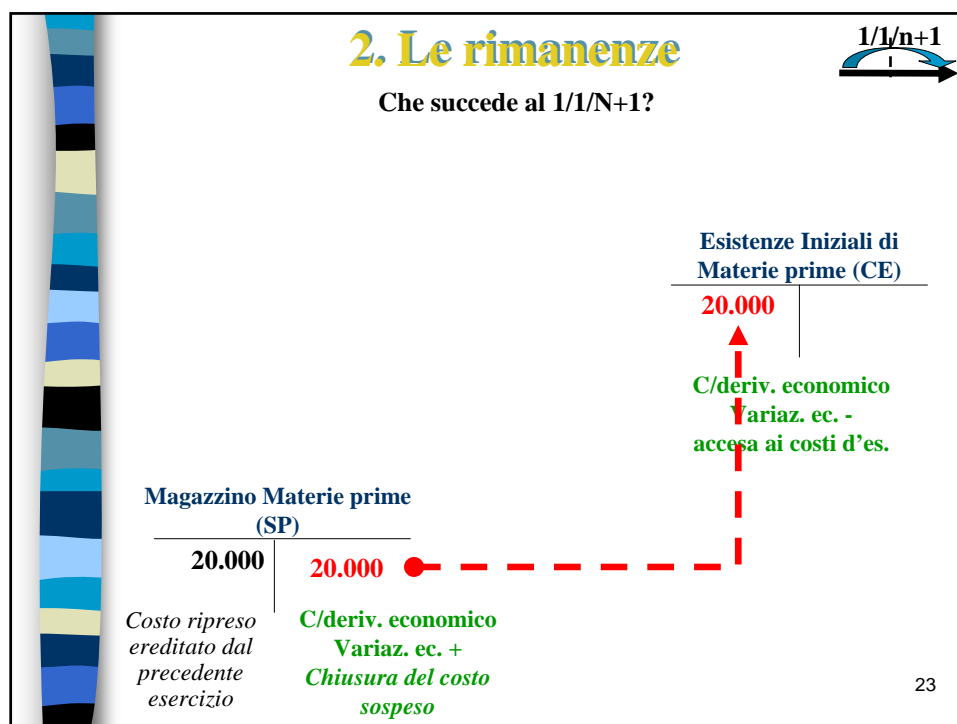 2. Le rimanenze
1/1/n+1
Che succede al 1/1/N+1?
Esistenze Iniziali di
Materie prime (CE)
20.000
C/deriv. economico
Variaz. ec. -
accesa ai costi d'es.
Magazzino Materie prime
(SP)
20.000
20.000
Costo ripreso
ereditato dal
precedente
esercizio
C/deriv. economico
Variaz. ec. +
Chiusura del costo
sospeso
23